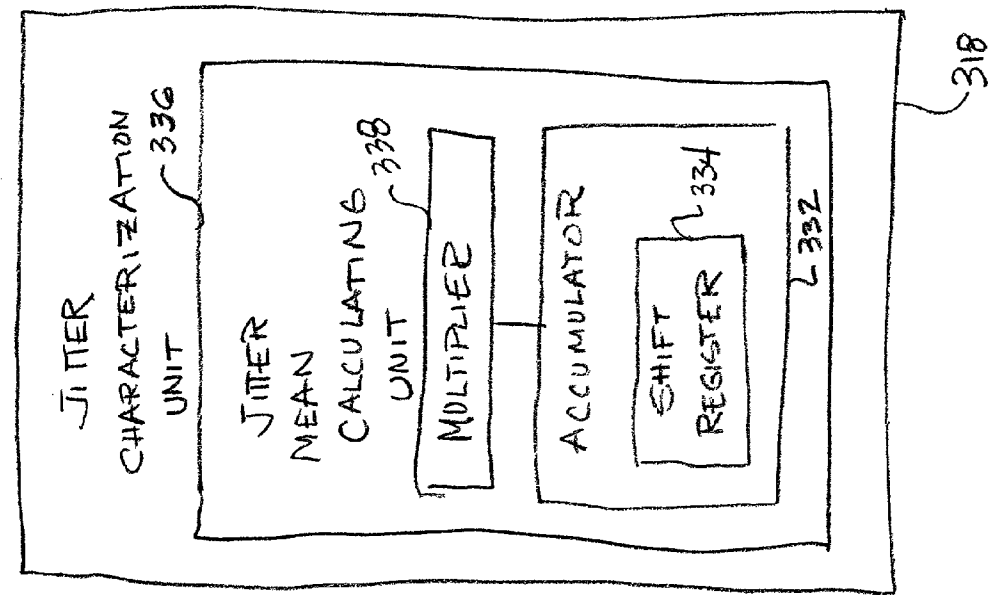 JITTER
CHARACTERIZATION
UNIT
336
JITTER
MEAN
CALCULATING
UNIT
338
MULTIPLIER
ACCUMULATOR
SHIFT
REGISTER
334
332
318